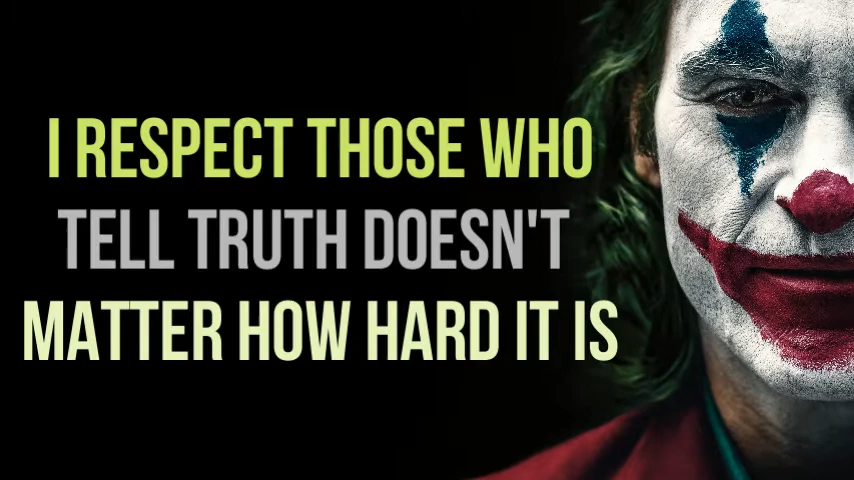 I RESPECT THOSE WHO
TELL TRUTH DOESN'T
MATTER HOW HARD IT IS